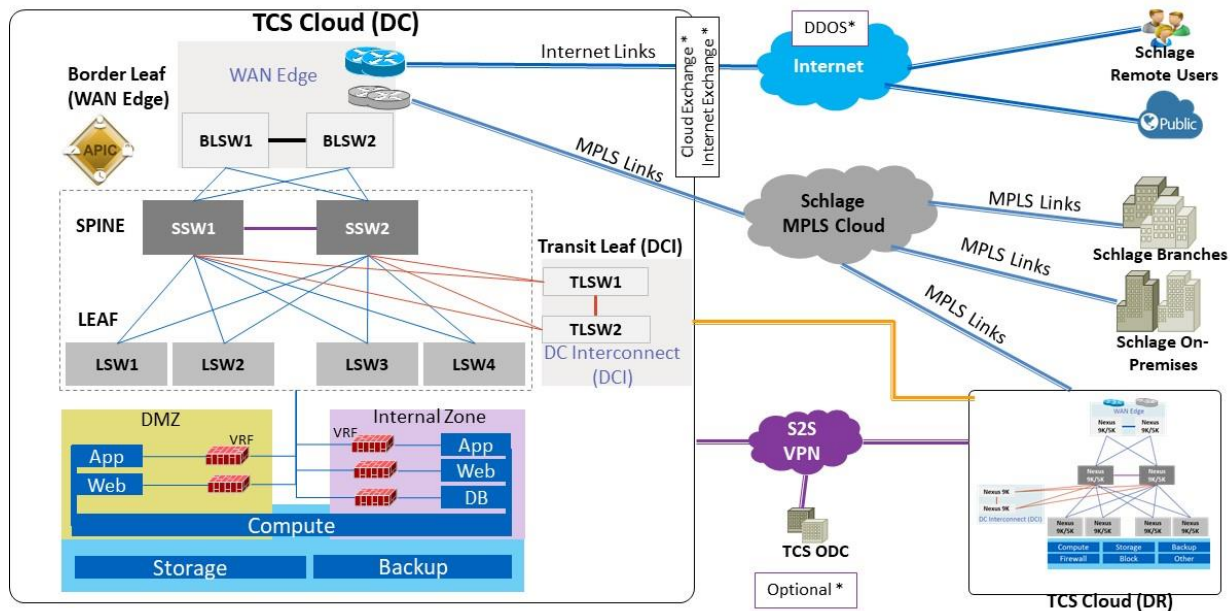 TCS Cloud (DC)
WAN Edge
Border Leaf
(WAN Edge)
APIC
BLSW1
BLSW2
SPINE
SSW1
SSW2
LEAF
LSW1
LSW2
LSW3
LSW4
Transit Leaf (DCI)
TLSW1
TLSW2
DC Interconnect
(DCI)
DMZ
VRF
App
Web
Internal Zone
VRF
App
Web
DB
Compute
Storage
Backup
Internet Links
MPLS Links
Cloud Exchange *
Internet Exchange *
DDOS*
Internet
Schlage
Remote Users
Public
Schlage
MPLS Cloud
MPLS Links
Schlage Branches
MPLS Links
Schlage On-
Premises
MPLS Links
S2S
VPN
TCS ODC
Optional *
WAN Edge
Nexus
9K/5K
Nexus
9K/5K
Nexus
9K/5K
Nexus
9K/5K
Nexus 9K
Nexus 9K
DC Interconnect (DCI)
Nexus
9K/5K
Nexus
9K/5K
Nexus
9K/5K
Nexus
9K/5K
Compute
Storage
Backup
Firewall
Block
Other
TCS Cloud (DR)